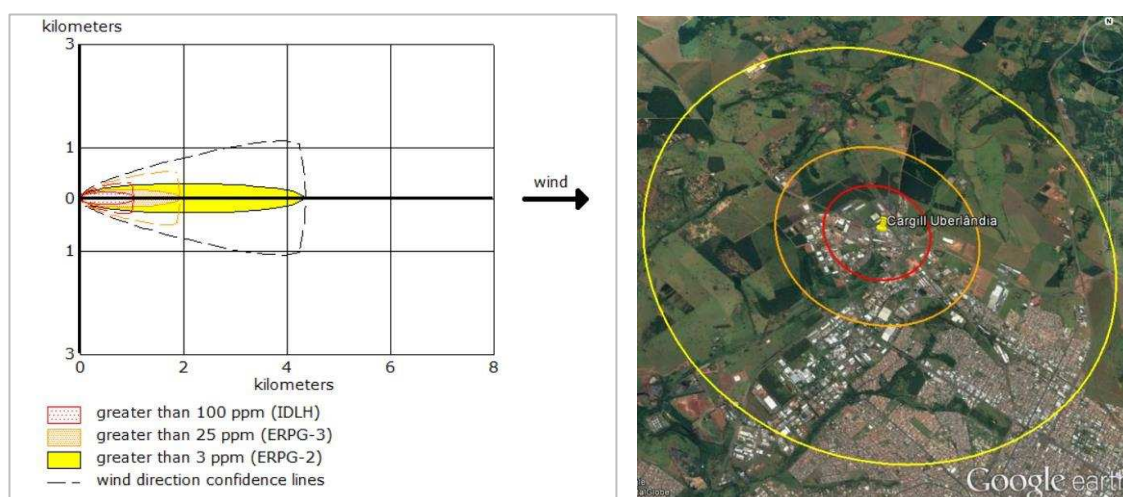 kilometers
3
1
0
1
3
0 2 4 6 8
kilometers
wind
greater than 100 ppm (IDLH)
greater than 25 ppm (ERPG-3)
greater than 3 ppm (ERPG-2)
wind direction confidence lines
N
Cargill Uberlândia
Google earth